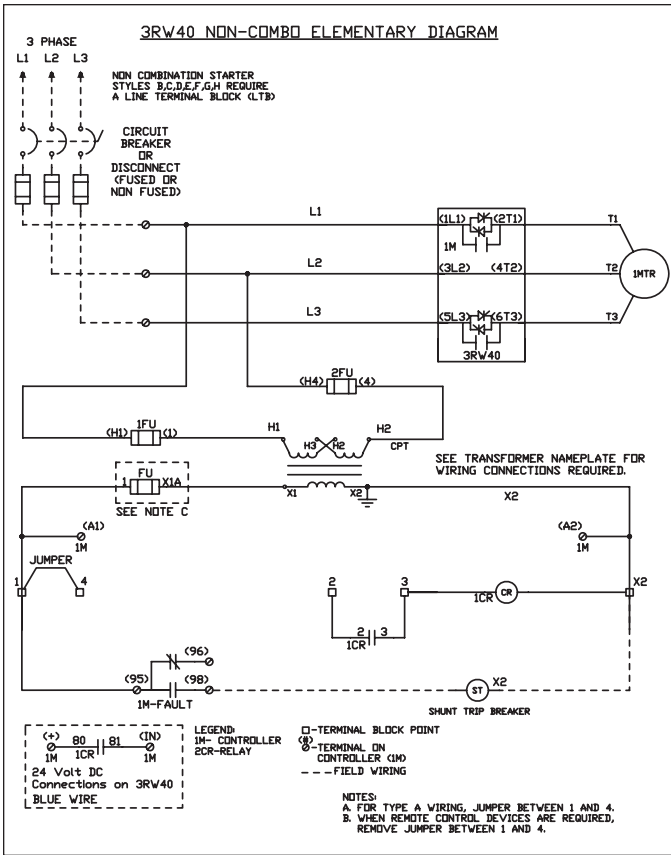 3RW40 NON-COMBO ELEMENTARY DIAGRAM
3 PHASE
L1 L2 L3
NON COMBINATION STARTER
STYLES B,C,D,E,F,G,H REQUIRE
A LINE TERMINAL BLOCK (LTB)
CIRCUIT
BREAKER
OR
DISCONNECT
(FUSED OR
NON FUSED)
L1
(1L1) (2T1)
T1
1M
L2
(3L2) (4T2)
T2
1MTR
L3
(5L3) (6T3)
T3
3RW40
2FU
(H4) (4)
1FU
(H1) (1)
H1 H3 H2 H2
CPT
SEE TRANSFORMER NAMEPLATE FOR
WIRING CONNECTIONS REQUIRED.
FU
1 X1A
X1 X2
X2
SEE NOTE C
(A1)
1M
(A2)
1M
JUMPER
1 4
2 3
1CR CR
X2
2 3
1CR
(96)
(95) (98)
1M-FAULT
ST X2
SHUNT TRIP BREAKER
(+) 80 81 (IN)
1M 1CR 1M
24 Volt DC
Connections on 3RW40
BLUE WIRE
LEGEND:
1M- CONTROLLER
2CR-RELAY
-TERMINAL BLOCK POINT
(#)
-TERMINAL ON
CONTROLLER (1M)
---FIELD WIRING
NOTES:
A. FOR TYPE A WIRING, JUMPER BETWEEN 1 AND 4.
B. WHEN REMOTE CONTROL DEVICES ARE REQUIRED,
REMOVE JUMPER BETWEEN 1 AND 4.